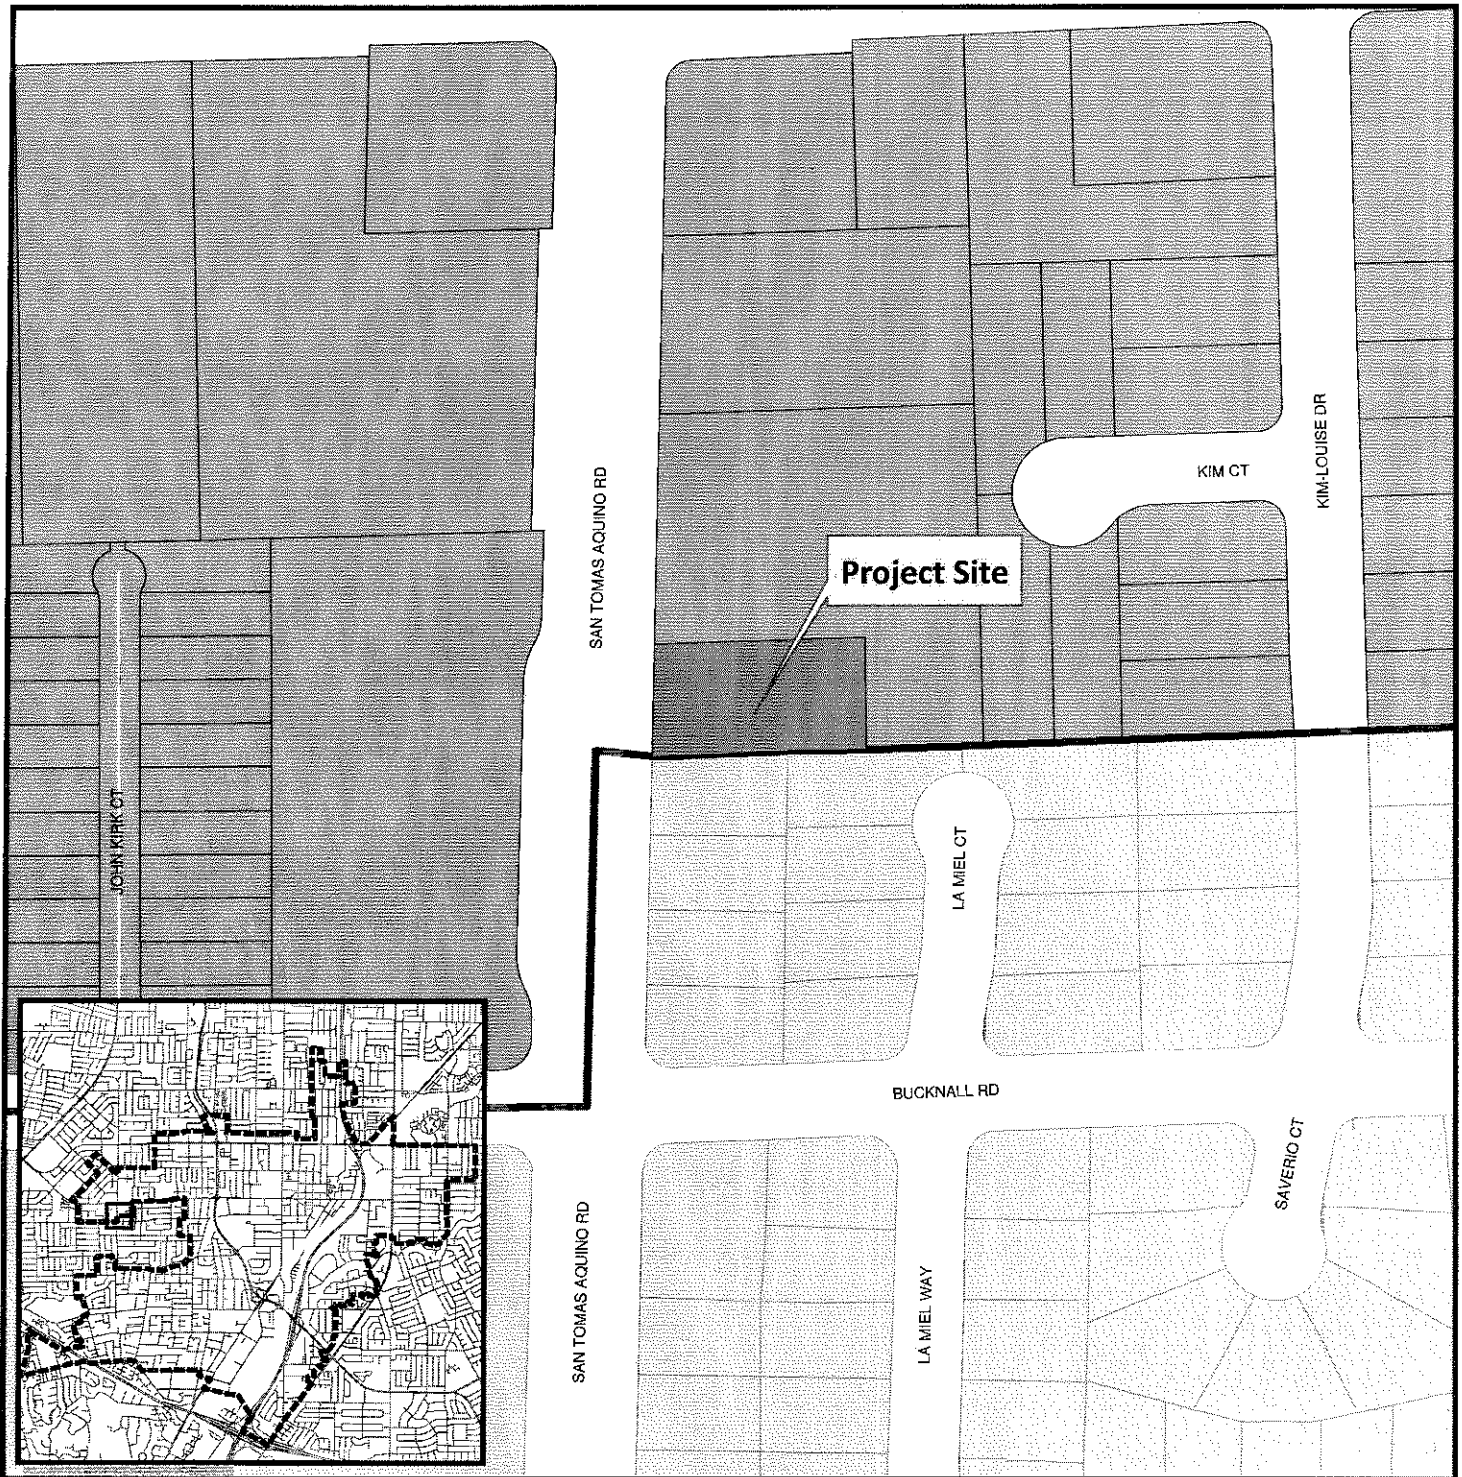 SAN TOMAS AQUINO RD
KIM CT
KIM-LOUISE DR
Project Site
JOHN KIRK CT
LA MIEL CT
BUCKNALL RD
SAVERIO CT
SAN TOMAS AQUINO RD
LA MIEL WAY